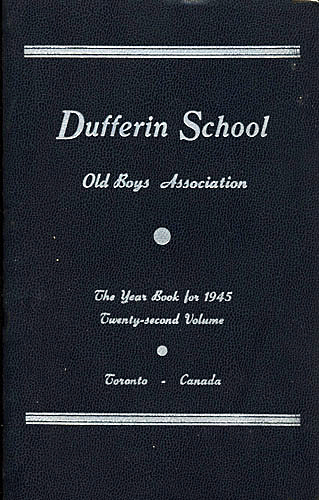 Dufferin School
Old Boys Association
The Year Book for 1945
Twenty-second Volume
Toronto - Canada